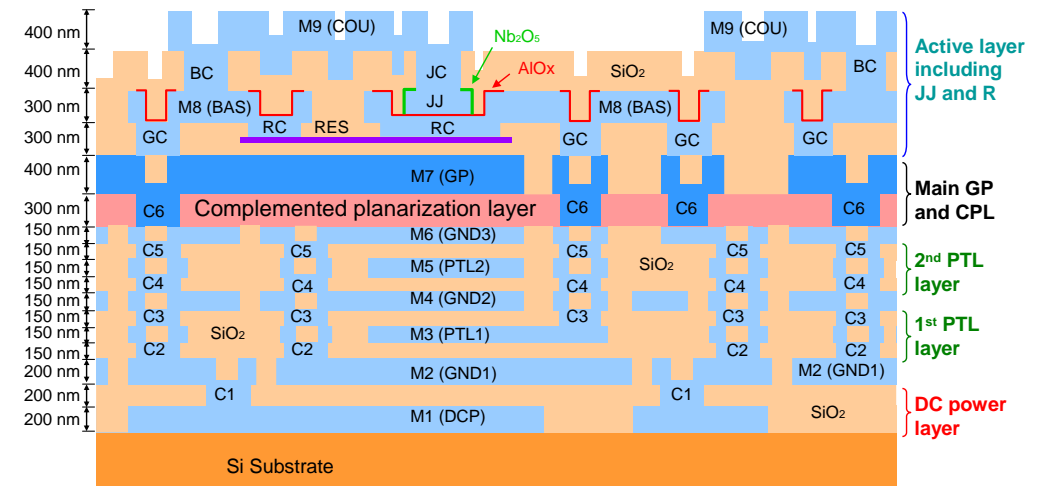 400 nm
M9 (COU)
Nb₂O₅
M9 (COU)
Active layer
including
JJ and R
400 nm
BC
JC
AlOx
SiO₂
BC
300 nm
M8 (BAS)
JJ
M8 (BAS)
300 nm
GC
RC
RES
RC
GC
GC
GC
400 nm
M7 (GP)
Main GP
and CPL
300 nm
C6
Complemented planarization layer
C6
C6
C6
150 nm
M6 (GND3)
150 nm
C5
C5
C5
C5
C5
2nd PTL
layer
150 nm
M5 (PTL2)
SiO₂
150 nm
C4
C4
C4
C4
C4
150 nm
M4 (GND2)
150 nm
C3
C3
C3
C3
C3
1st PTL
layer
150 nm
SiO₂
M3 (PTL1)
150 nm
C2
C2
C2
C2
200 nm
M2 (GND1)
M2 (GND1)
200 nm
C1
C1
DC power
layer
200 nm
M1 (DCP)
SiO₂
Si Substrate